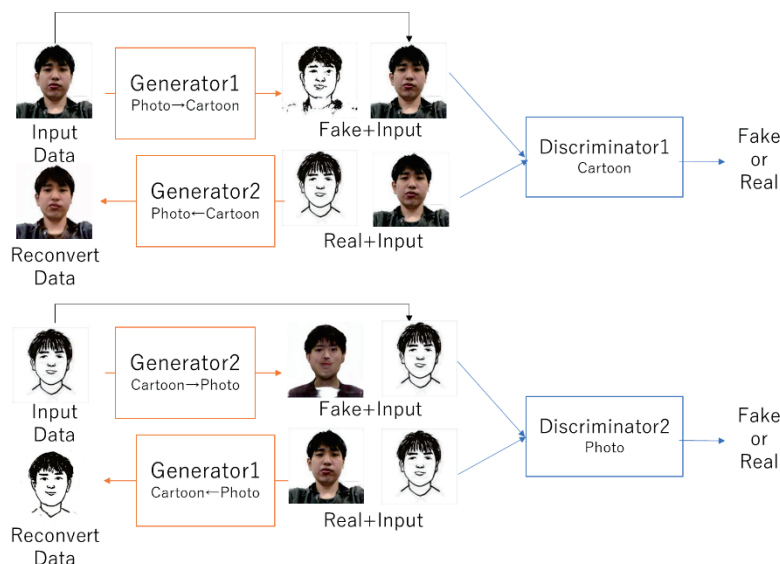 Generator1
Photo→Cartoon
Input
Data
Fake+Input
Discriminator1
Cartoon
Fake
or
Real
Generator2
Photo←Cartoon
Reconvert
Data
Real+Input
Generator2
Cartoon→Photo
Input
Data
Fake+Input
Discriminator2
Photo
Fake
or
Real
Generator1
Cartoon←Photo
Reconvert
Data
Real+Input